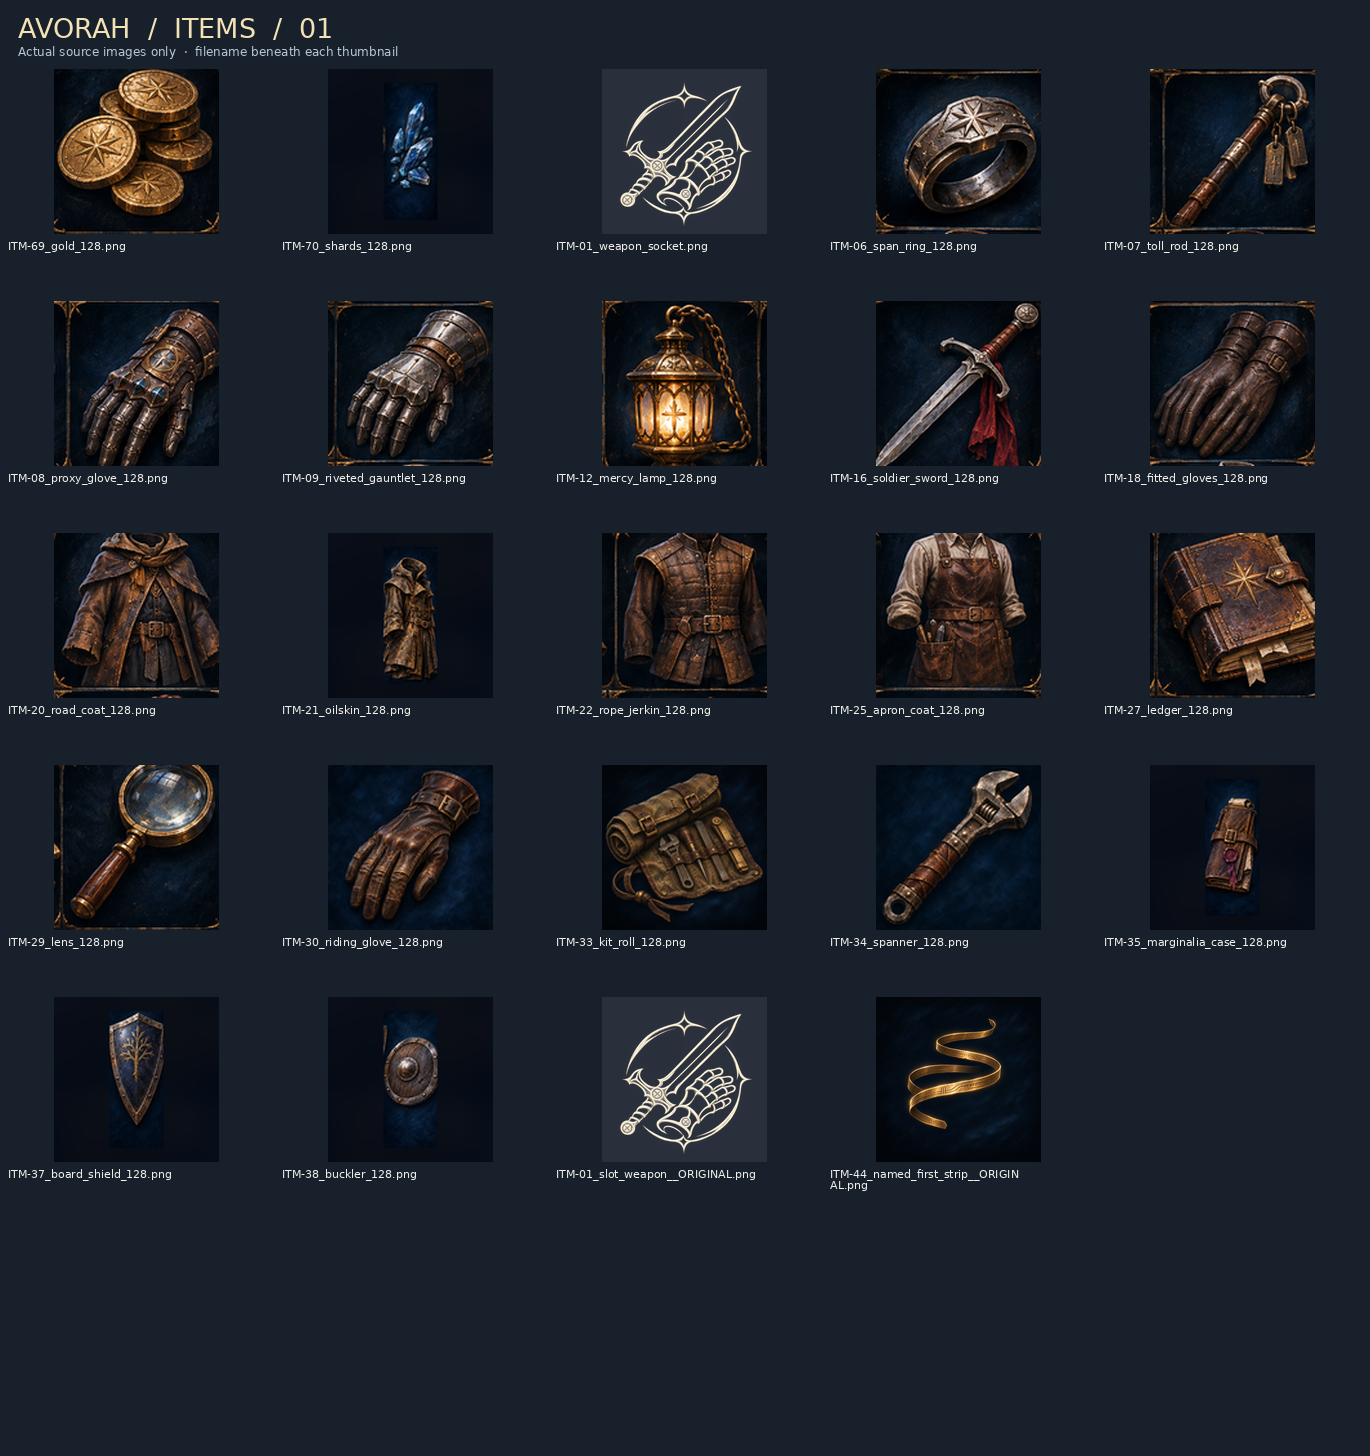 AVORAH / ITEMS / 01
Actual source images only · filename beneath each thumbnail
ITM-69_gold_128.png
ITM-70_shards_128.png
ITM-01_weapon_socket.png
ITM-06_span_ring_128.png
ITM-07_toll_rod_128.png
ITM-08_proxy_glove_128.png
ITM-09_riveted_gauntlet_128.png
ITM-12_mercy_lamp_128.png
ITM-16_soldier_sword_128.png
ITM-18_fitted_gloves_128.png
ITM-20_road_coat_128.png
ITM-21_oilskin_128.png
ITM-22_rope_jerkin_128.png
ITM-25_apron_coat_128.png
ITM-27_ledger_128.png
ITM-29_lens_128.png
ITM-30_riding_glove_128.png
ITM-33_kit_roll_128.png
ITM-34_spanner_128.png
ITM-35_marginalia_case_128.png
ITM-37_board_shield_128.png
ITM-38_buckler_128.png
ITM-01_slot_weapon__ORIGINAL.png
ITM-44_named_first_strip__ORIGIN
AL.png